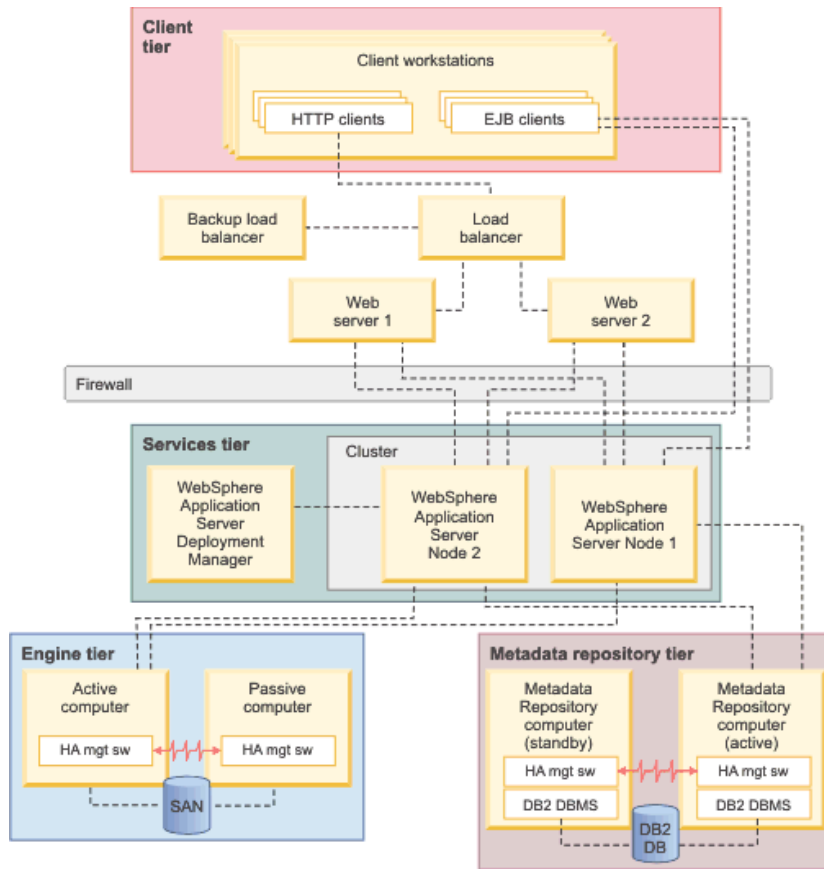 Client
tier
Client workstations
HTTP clients
EJB clients
Backup load
balancer
Load
balancer
Web
server 1
Web
server 2
Firewall
Services tier
Cluster
WebSphere
Application
Server
Deployment
Manager
WebSphere
Application
Server
Node 2
WebSphere
Application
Server Node 1
Engine tier
Active
computer
HA mgt sw
Passive
computer
HA mgt sw
SAN
Metadata repository tier
Metadata
Repository
computer
(standby)
HA mgt sw
DB2 DBMS
Metadata
Repository
computer
(active)
HA mgt sw
DB2 DBMS
DB2
DB